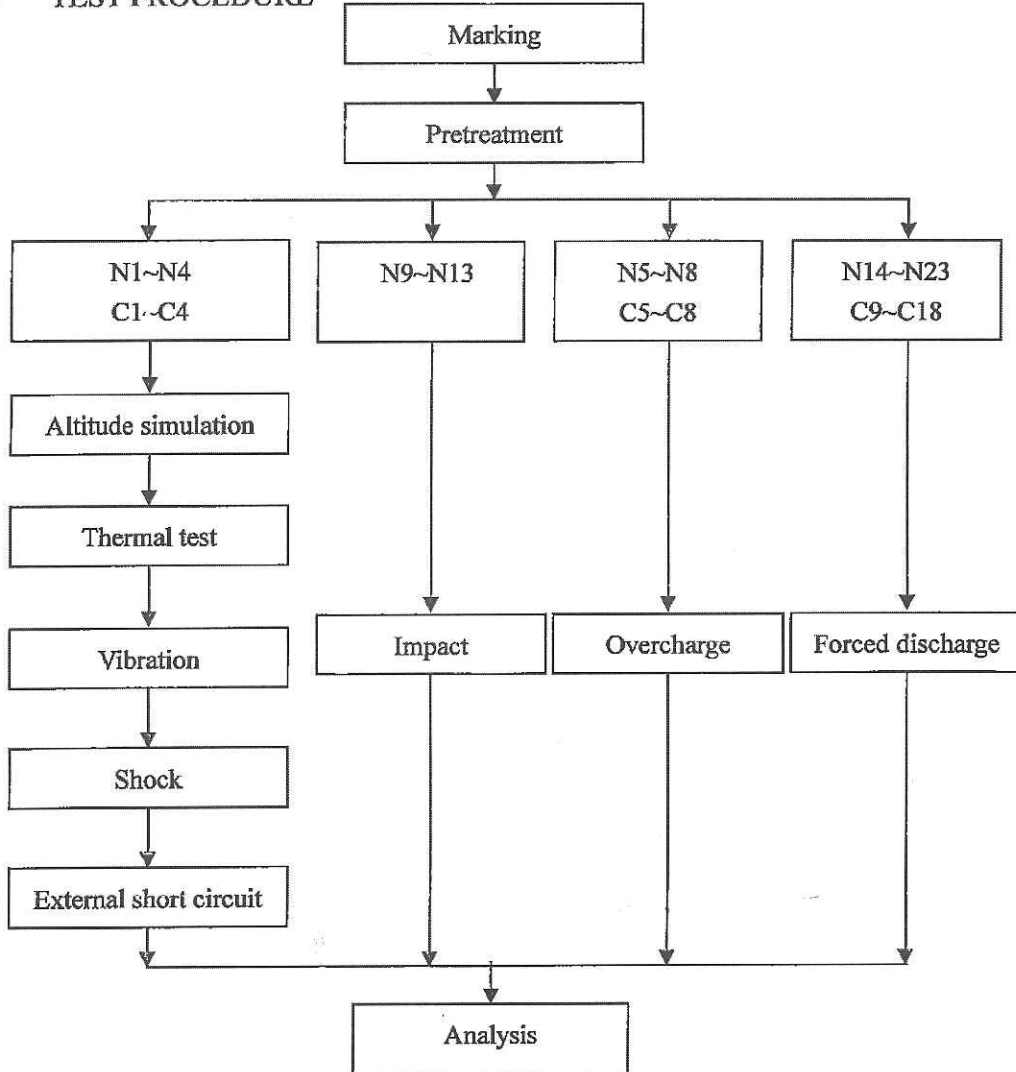 TEST PROCEDURE
Marking
Pretreatment
N1~N4
C1~C4
N9~N13
N5~N8
C5~C8
N14~N23
C9~C18
Altitude simulation
Thermal test
Vibration
Impact
Overcharge
Forced discharge
Shock
External short circuit
Analysis